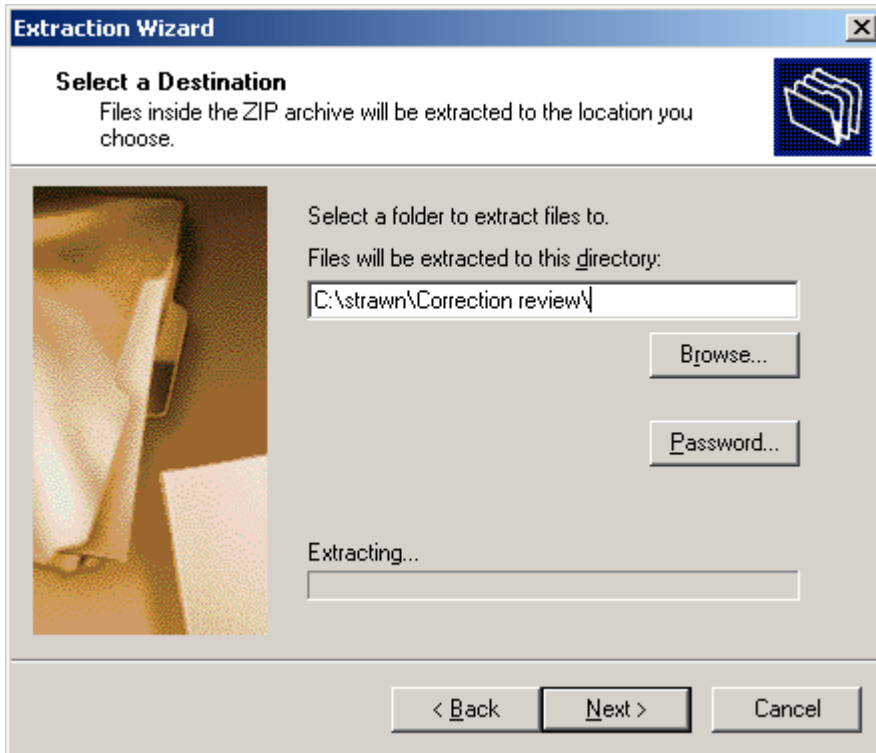 Extraction Wizard
Select a Destination
Files inside the ZIP archive will be extracted to the location you
choose.
Select a folder to extract files to.
Files will be extracted to this directory:
C:\strawn\Correction review\
Browse...
Password...
Extracting...
< Back
Next >
Cancel